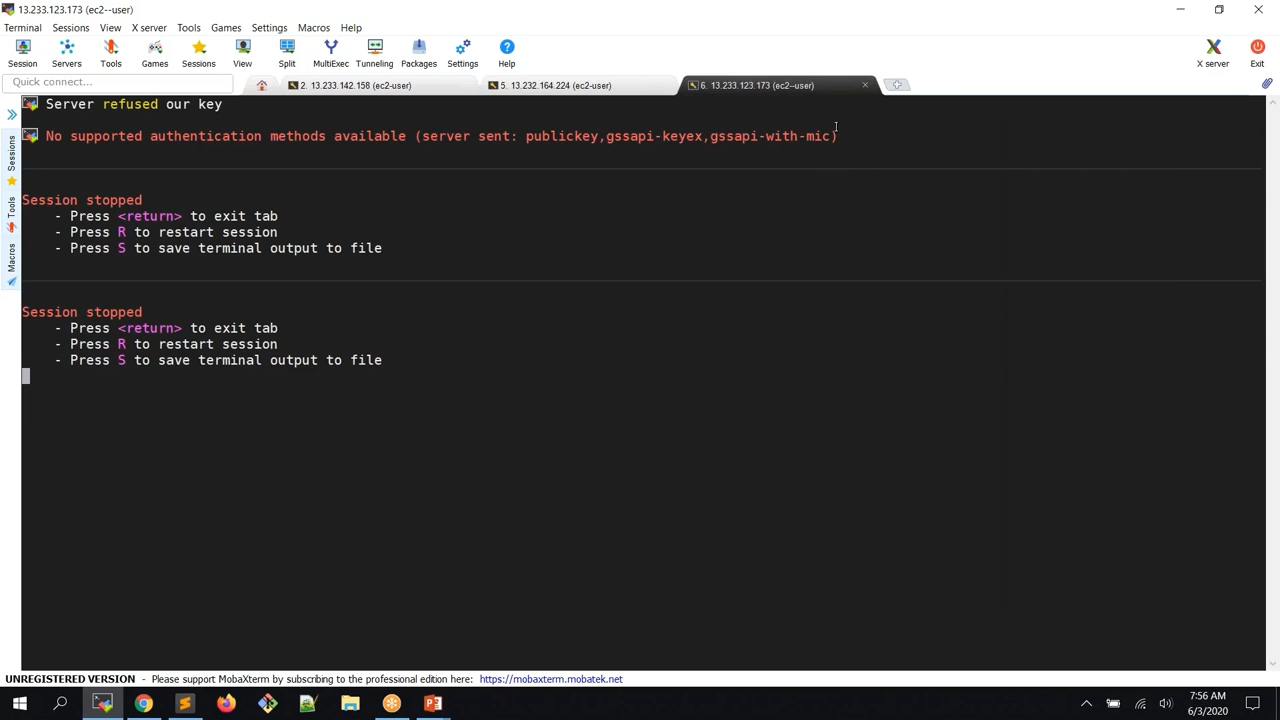 13.233.123.173 (ec2--user)
Terminal Sessions View X server Tools Games Settings Macros Help
Session Servers Tools Games Sessions View Split MultiExec Tunneling Packages Settings Help X server Exit
Quick connect...
2. 13.233.142.158 (ec2-user)
5. 13.232.164.224 (ec2-user)
6. 13.233.123.173 (ec2--user)
Sessions
Tools
Macros
Server refused our key
No supported authentication methods available (server sent: publickey,gssapi-keyex,gssapi-with-mic)
Session stopped
- Press <return> to exit tab
- Press R to restart session
- Press S to save terminal output to file
Session stopped
- Press <return> to exit tab
- Press R to restart session
- Press S to save terminal output to file
UNREGISTERED VERSION - Please support MobaXterm by subscribing to the professional edition here: https://mobaxterm.mobatek.net
7:56 AM
6/3/2020